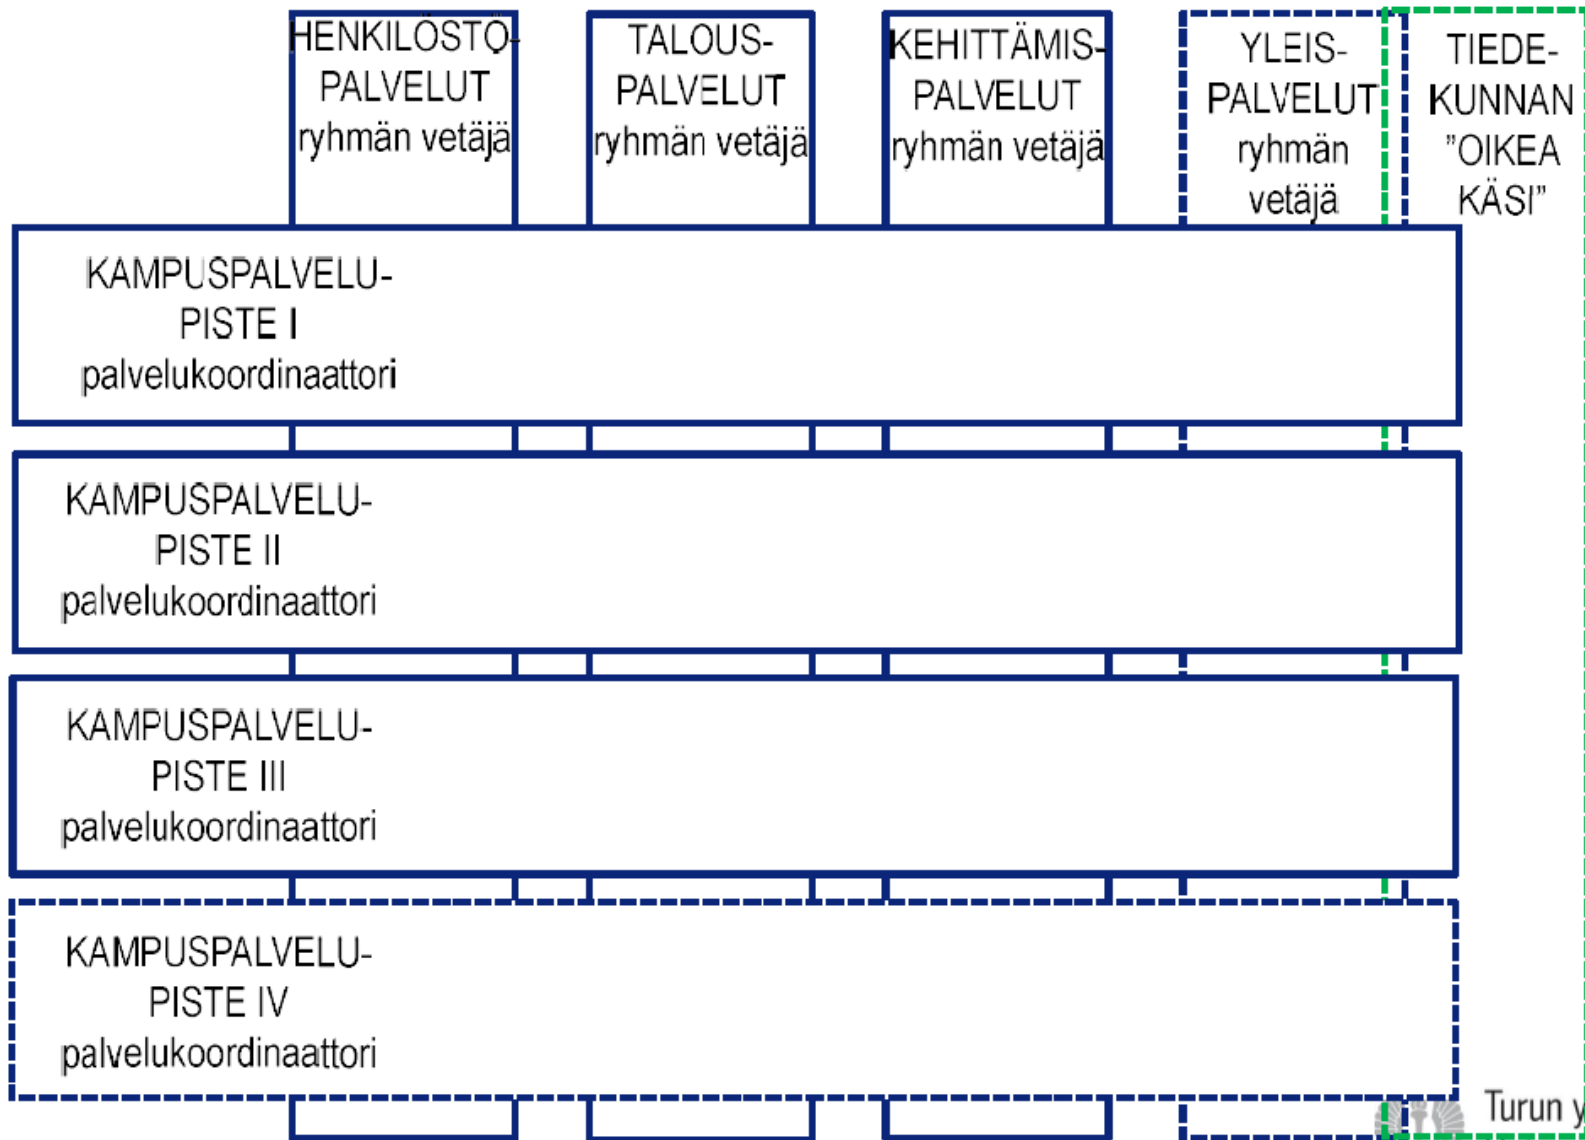 HENKILÖSTÖ-
PALVELUT
ryhmän vetäjä
TALOUS-
PALVELUT
ryhmän vetäjä
KEHITTÄMIS-
PALVELUT
ryhmän vetäjä
YLEIS-
PALVELUT
ryhmän
vetäjä
TIEDE-
KUNNAN
”OIKEA
KÄSI”
KAMPUSPALVELU-
PISTE I
palvelukoordinaattori
KAMPUSPALVELU-
PISTE II
palvelukoordinaattori
KAMPUSPALVELU-
PISTE III
palvelukoordinaattori
KAMPUSPALVELU-
PISTE IV
palvelukoordinaattori
Turun y